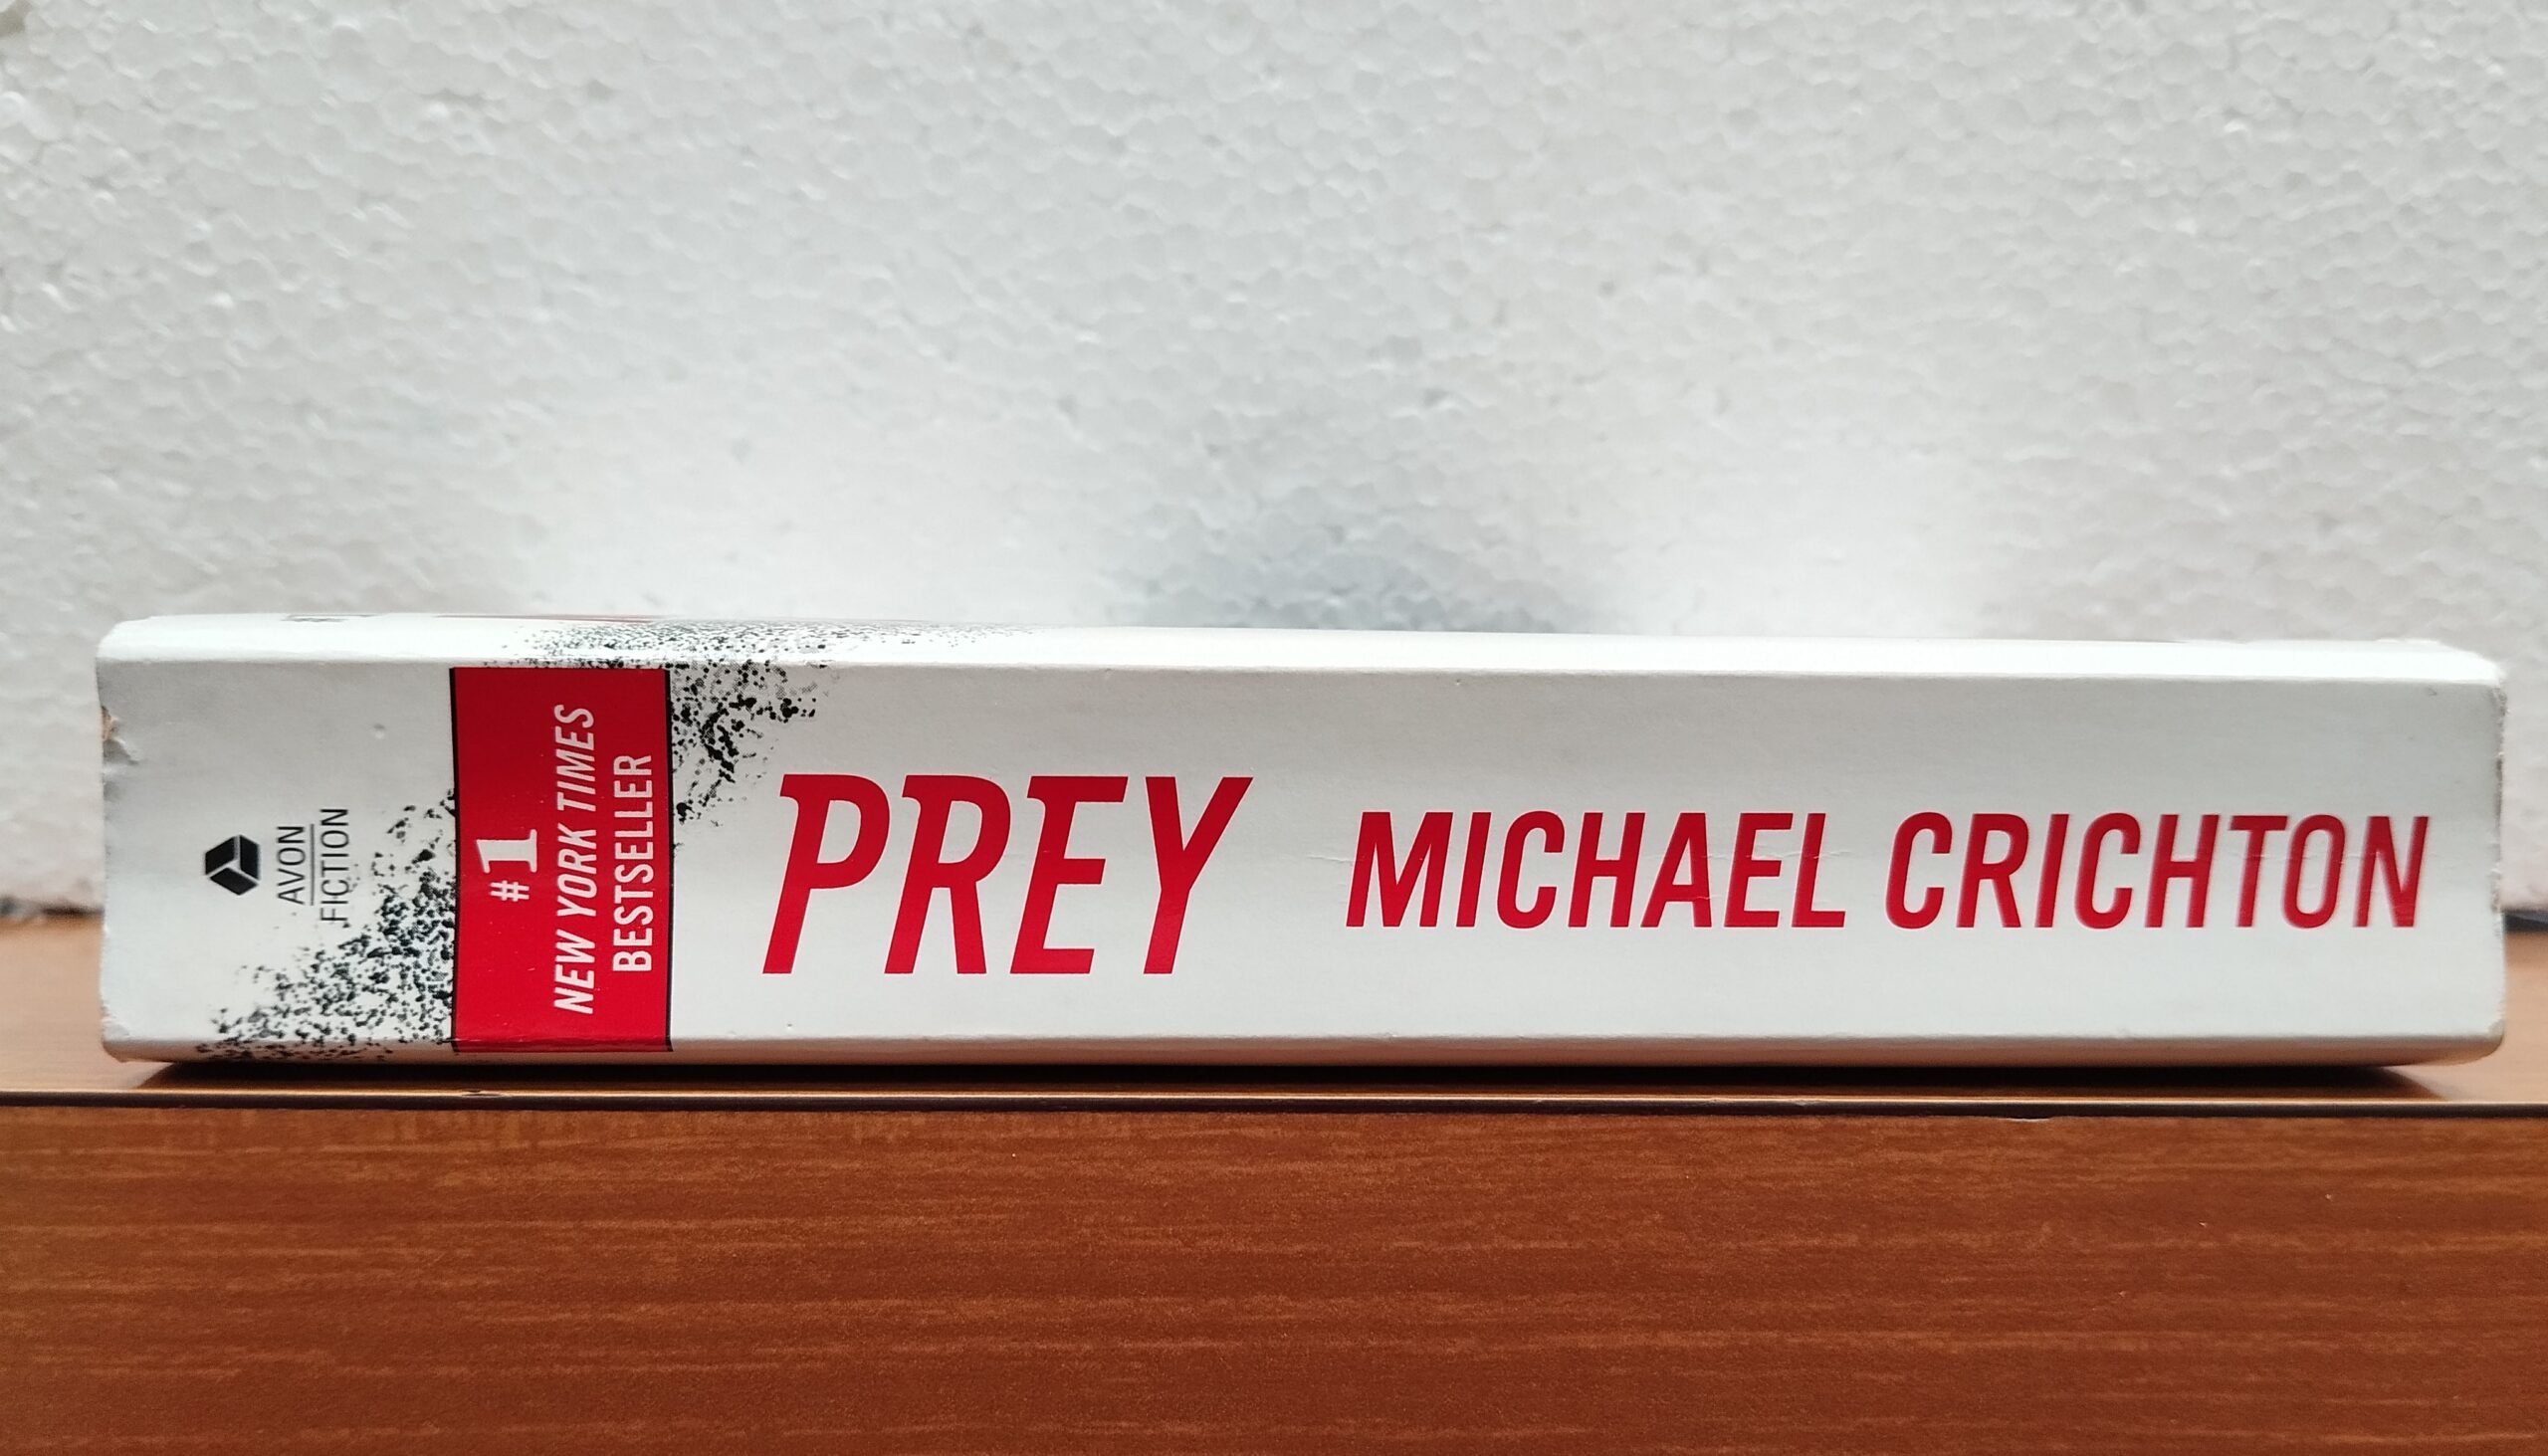 AVON
FICTION
#1
NEW YORK TIMES
BESTSELLER
PREY MICHAEL CRICHTON